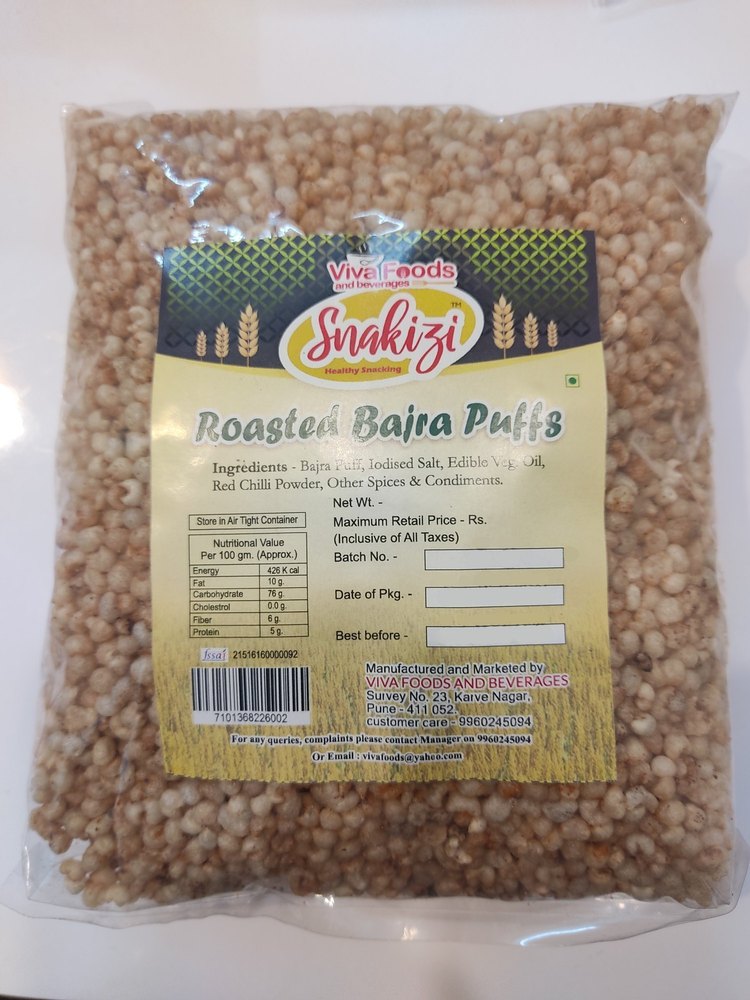 Viva Foods
and beverages
Snakizi TM
Healthy Snacking
Roasted Bajra Puffs
Ingredients - Bajra Puff, Iodised Salt, Edible Veg. Oil,
Red Chilli Powder, Other Spices & Condiments.
Store in Air Tight Container
Nutritional Value
Per 100 gm. (Approx.)
Energy 426 K cal
Fat 10 g.
Carbohydrate 76 g.
Cholestrol 0.0 g.
Fiber 6 g.
Protein 5 g.
fssai 21516160000092
7101368226002
Net Wt. -
Maximum Retail Price - Rs.
(Inclusive of All Taxes)
Batch No. -
Date of Pkg. -
Best before -
Manufactured and Marketed by
VIVA FOODS AND BEVERAGES
Survey No. 23, Karve Nagar,
Pune - 411 052.
customer care - 9960245094
For any queries, complaints please contact Manager on 9960245094
Or Email : vivafoods@yahoo.com